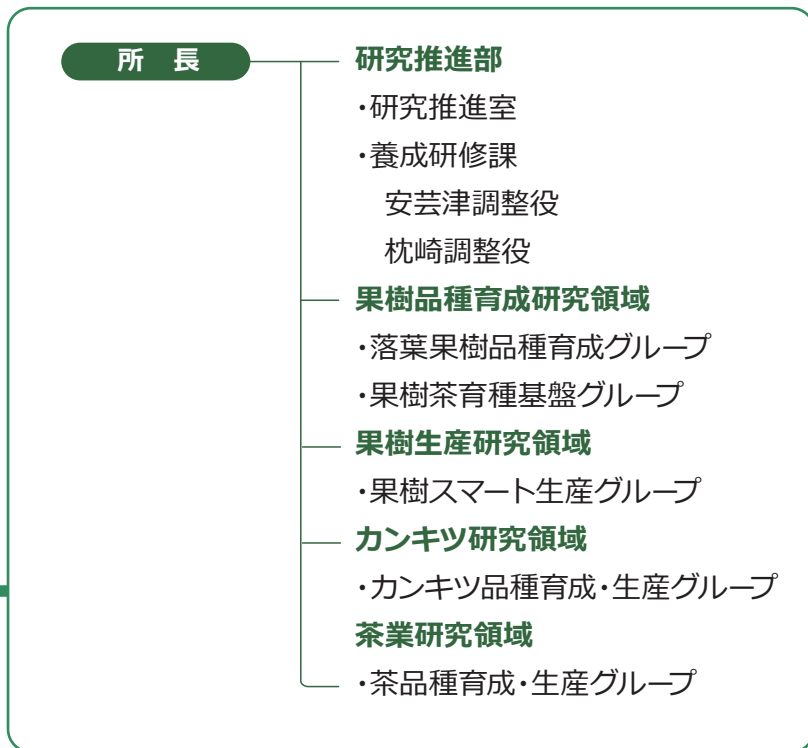 所 長
研究推進部
・研究推進室
・養成研修課
安芸津調整役
枕崎調整役
果樹品種育成研究領域
・落葉果樹品種育成グループ
・果樹茶育種基盤グループ
果樹生産研究領域
・果樹スマート生産グループ
カンキツ研究領域
・カンキツ品種育成・生産グループ
茶業研究領域
・茶品種育成・生産グループ